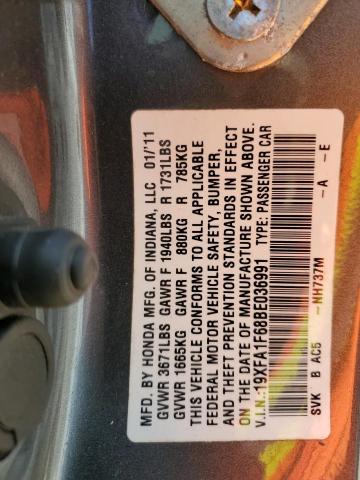 MFD. BY HONDA MFG. OF INDIANA, LLC 01/'11
GVWR 3671LBS GAWR F 1940LBS R 1731LBS
GVWR 1665KG GAWR F 880KG R 785KG
THIS VEHICLE CONFORMS TO ALL APPLICABLE
FEDERAL MOTOR VEHICLE SAFETY, BUMPER,
AND THEFT PREVENTION STANDARDS IN EFFECT
ON THE DATE OF MANUFACTURE SHOWN ABOVE.
V.I.N.:19XFA1F68BE036991 TYPE: PASSENGER CAR
SVK B AC5 -NH737M -A -E